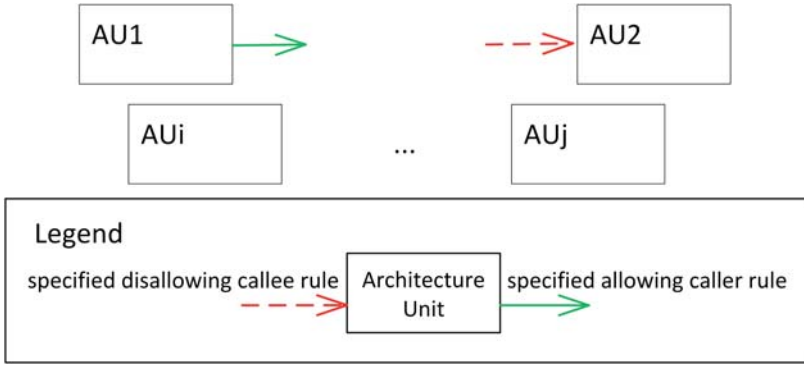 AU1
AU2
AUi
...
AUj
Legend
specified disallowing callee rule
Architecture
Unit
specified allowing caller rule